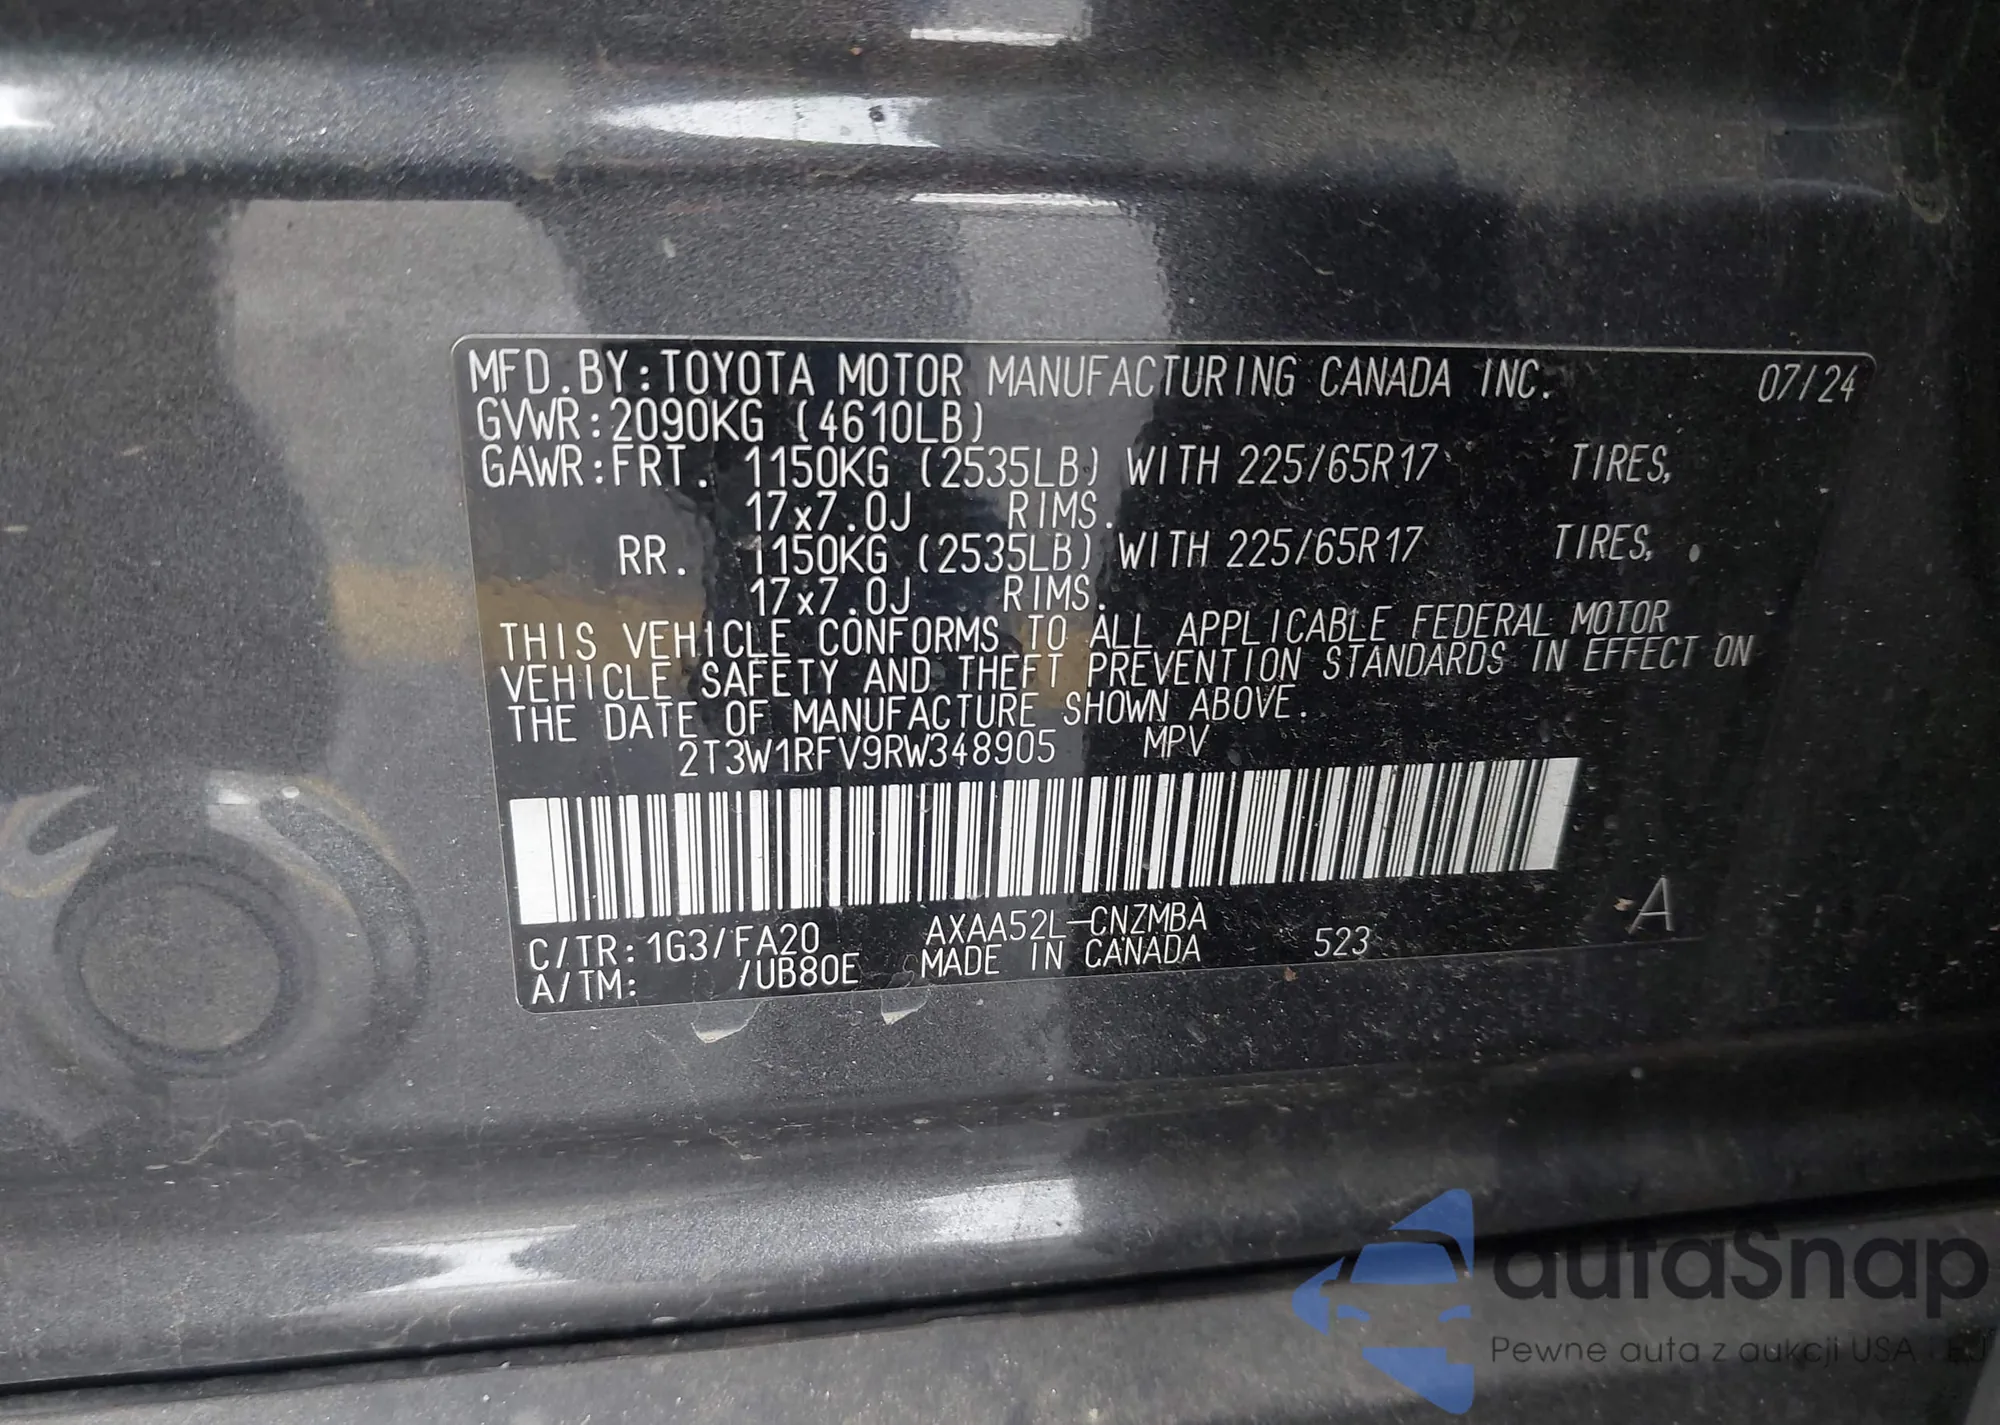 MFD.BY:TOYOTA MOTOR MANUFACTURING CANADA INC. 07/24
GVWR:2090KG (4610LB)
GAWR:FRT. 1150KG (2535LB) WITH 225/65R17 TIRES,
17x7.0J RIMS.
RR. 1150KG (2535LB) WITH 225/65R17 TIRES,
17x7.0J RIMS.
THIS VEHICLE CONFORMS TO ALL APPLICABLE FEDERAL MOTOR
VEHICLE SAFETY AND THEFT PREVENTION STANDARDS IN EFFECT ON
THE DATE OF MANUFACTURE SHOWN ABOVE.
2T3W1RFV9RW348905 MPV
A
C/TR: 1G3/FA20 AXAA52L-CNZMBA
A/TM: /UB80E MADE IN CANADA 523
autaSnap
Pewne auta z aukcji USA i EU